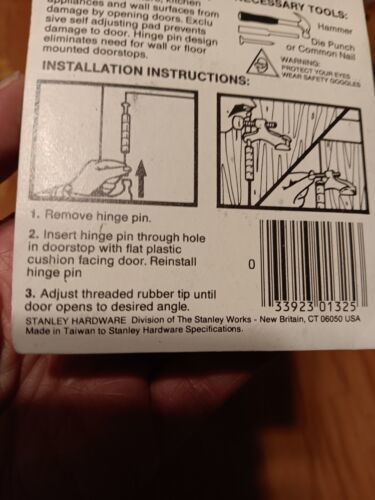 appliances and wall surfaces from
damage by opening doors. Exclu
sive self adjusting pad prevents
damage to door. Hinge pin design
eliminates need for wall or floor
mounted doorstops.
NECESSARY TOOLS:
Hammer
Die Punch
or Common Nail
WARNING:
PROTECT YOUR EYES
WEAR SAFETY GOGGLES
INSTALLATION INSTRUCTIONS:
1. Remove hinge pin.
2. Insert hinge pin through hole
in doorstop with flat plastic
cushion facing door. Reinstall
hinge pin
3. Adjust threaded rubber tip until
door opens to desired angle.
0
33923 01325
STANLEY HARDWARE Division of The Stanley Works - New Britain, CT 06050 USA
Made in Taiwan to Stanley Hardware Specifications.